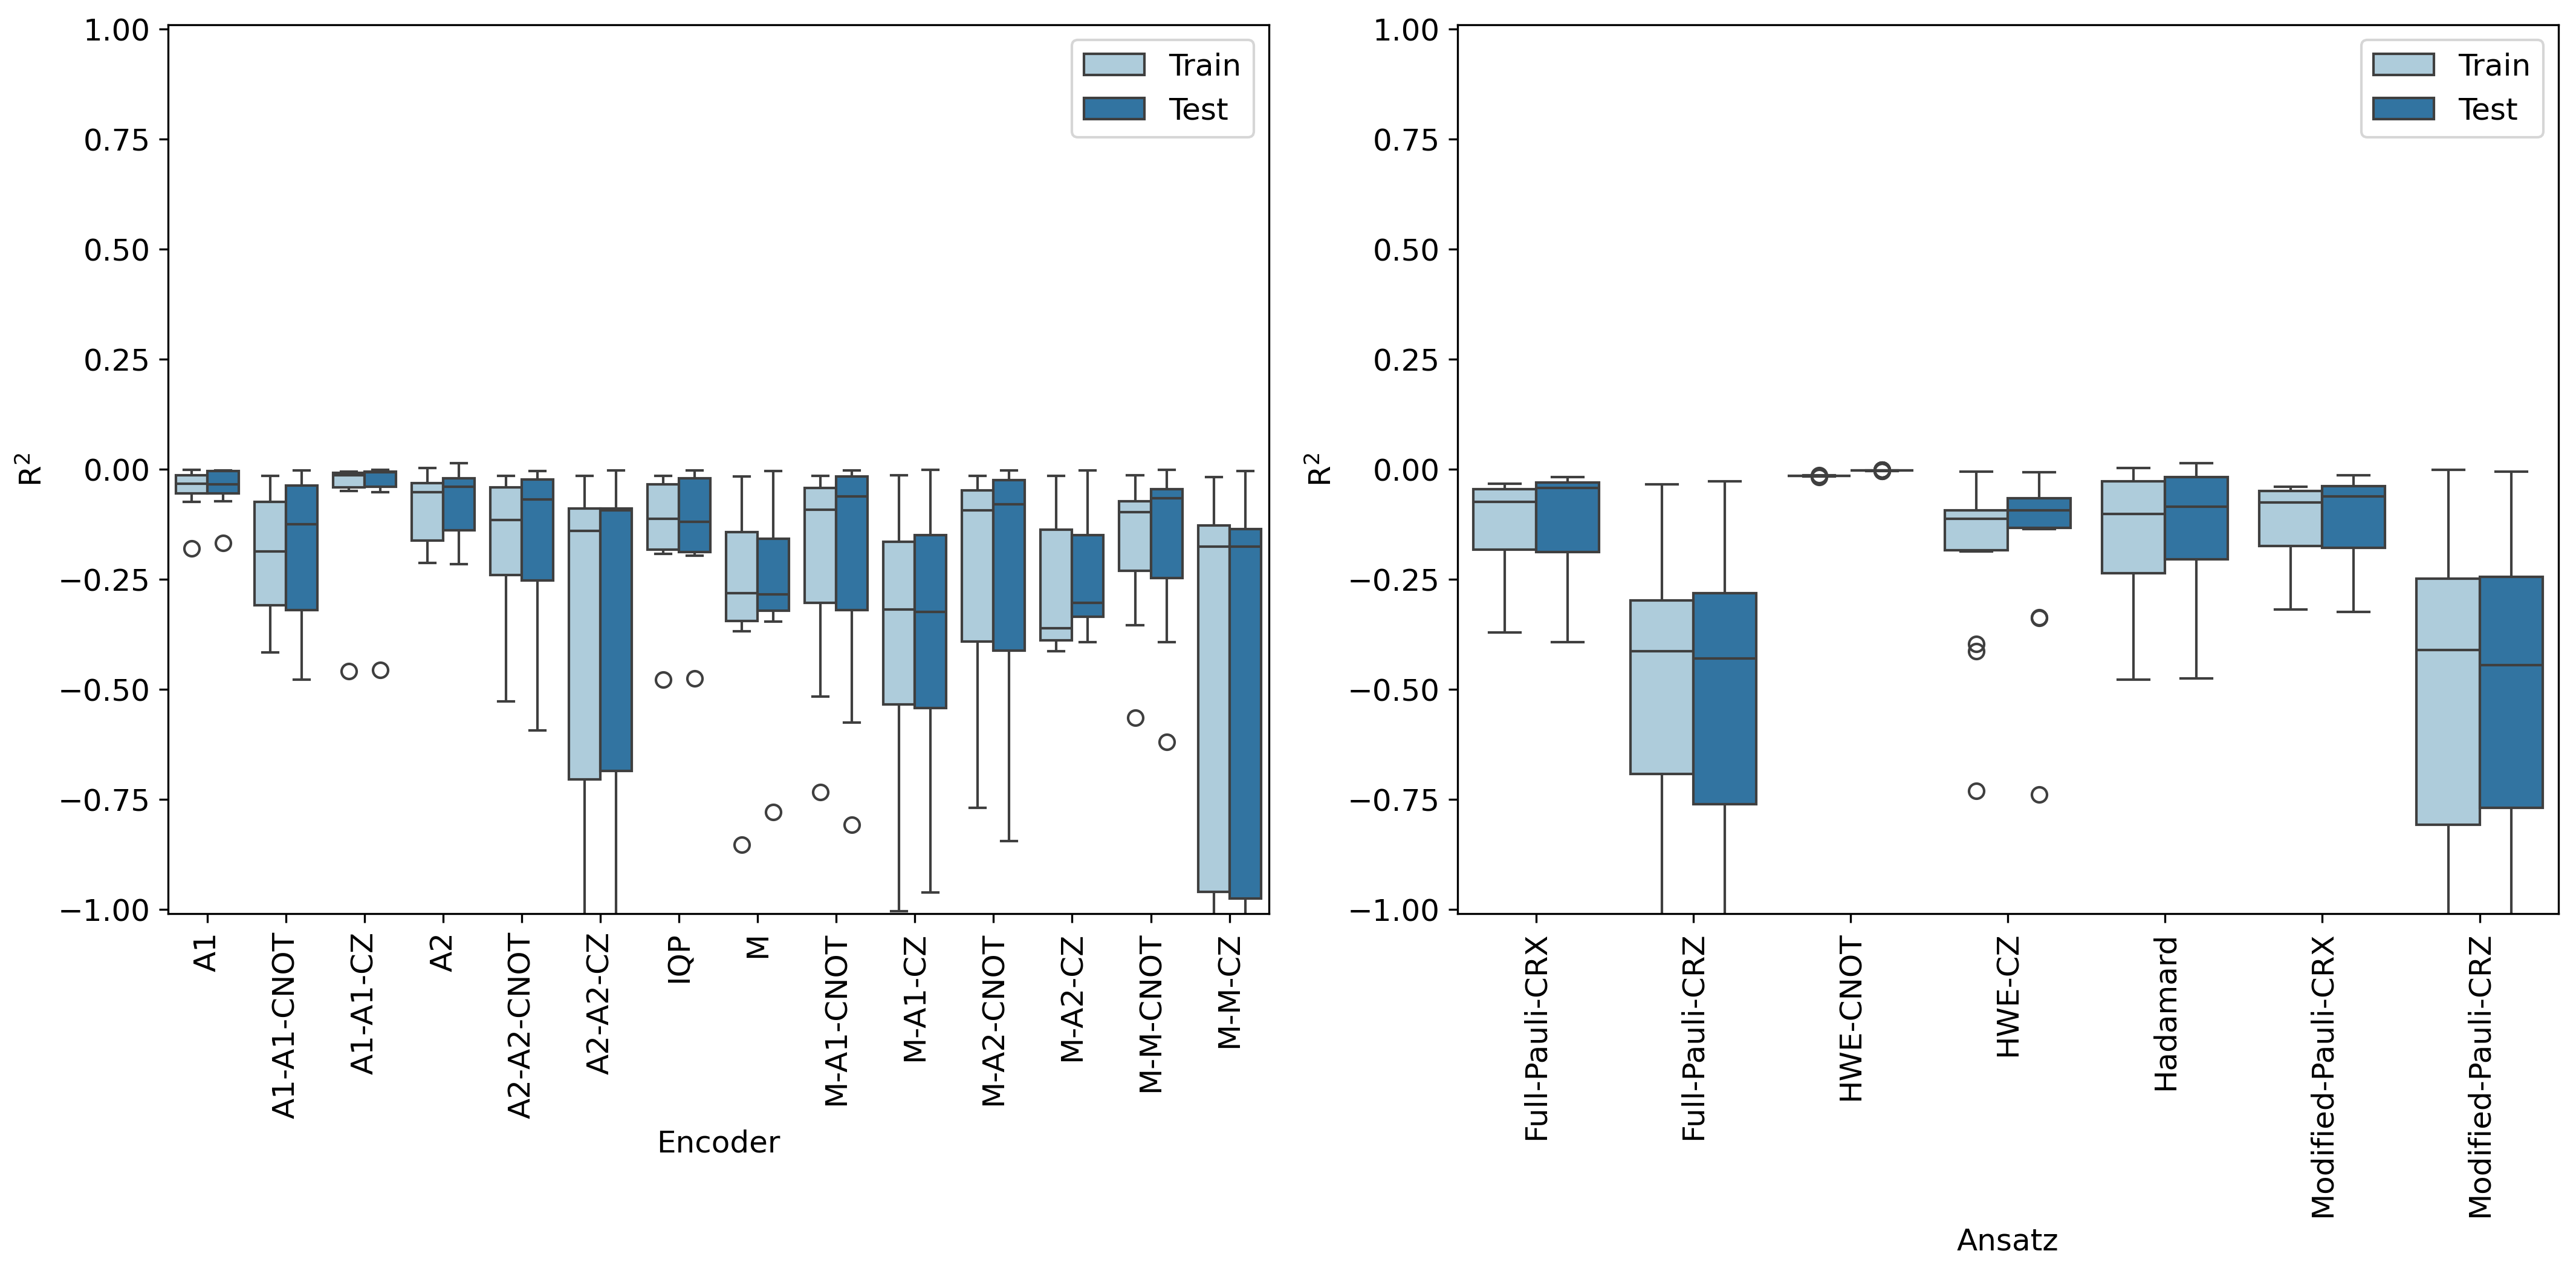 R²
1.00
0.75
0.50
0.25
0.00
−0.25
−0.50
−0.75
−1.00
Train
Test
A1
A1-A1-CNOT
A1-A1-CZ
A2
A2-A2-CNOT
A2-A2-CZ
IQP
M
M-A1-CNOT
M-A1-CZ
M-A2-CNOT
M-A2-CZ
M-M-CNOT
M-M-CZ
Encoder
R²
1.00
0.75
0.50
0.25
0.00
−0.25
−0.50
−0.75
−1.00
Train
Test
Full-Pauli-CRX
Full-Pauli-CRZ
HWE-CNOT
HWE-CZ
Hadamard
Modified-Pauli-CRX
Modified-Pauli-CRZ
Ansatz